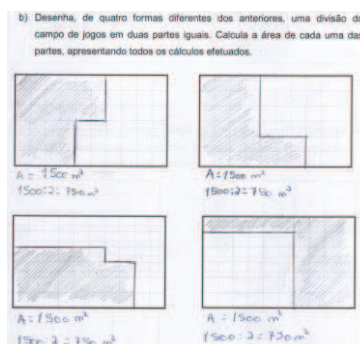 b) Desenha, de quatro formas diferentes dos anteriores, uma divisão do
campo de jogos em duas partes iguais. Calcula a área de cada uma das
partes, apresentando todos os cálculos efetuados.
A = 1500 m²
1500:2 = 750 m²
A = 1500 m²
1500:2 = 750 m²
A = 1500 m²
1500 : 2 = 750 m²
A = 1500 m²
1500 : 2 = 750 m²